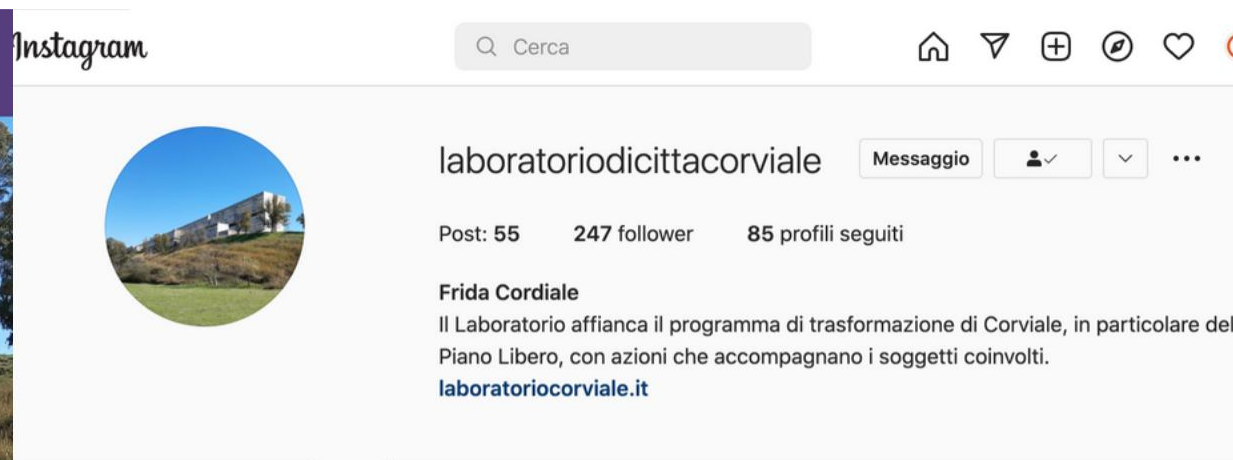 Instagram
Cerca
laboratoriodicittacorviale Messaggio
Post: 55 247 follower 85 profili seguiti
Frida Cordiale
Il Laboratorio affianca il programma di trasformazione di Corviale, in particolare del
Piano Libero, con azioni che accompagnano i soggetti coinvolti.
laboratoriocorviale.it